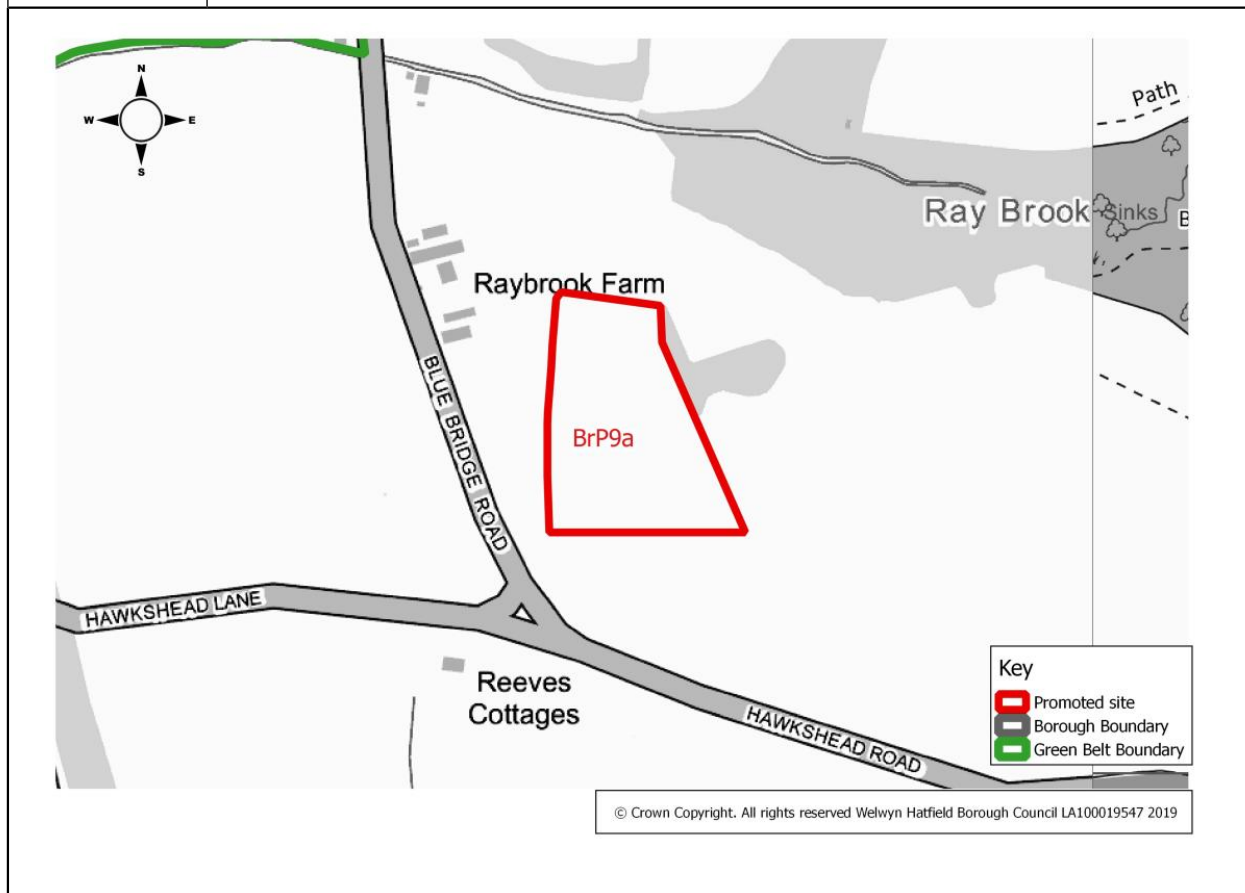 N
W
E
S
Path
Ray Brook
Sinks
B
Raybrook Farm
BrP9a
BLUE BRIDGE ROAD
HAWKSHEAD LANE
Reeves
Cottages
HAWKSHEAD ROAD
Key
Promoted site
Borough Boundary
Green Belt Boundary
© Crown Copyright. All rights reserved Welwyn Hatfield Borough Council LA100019547 2019